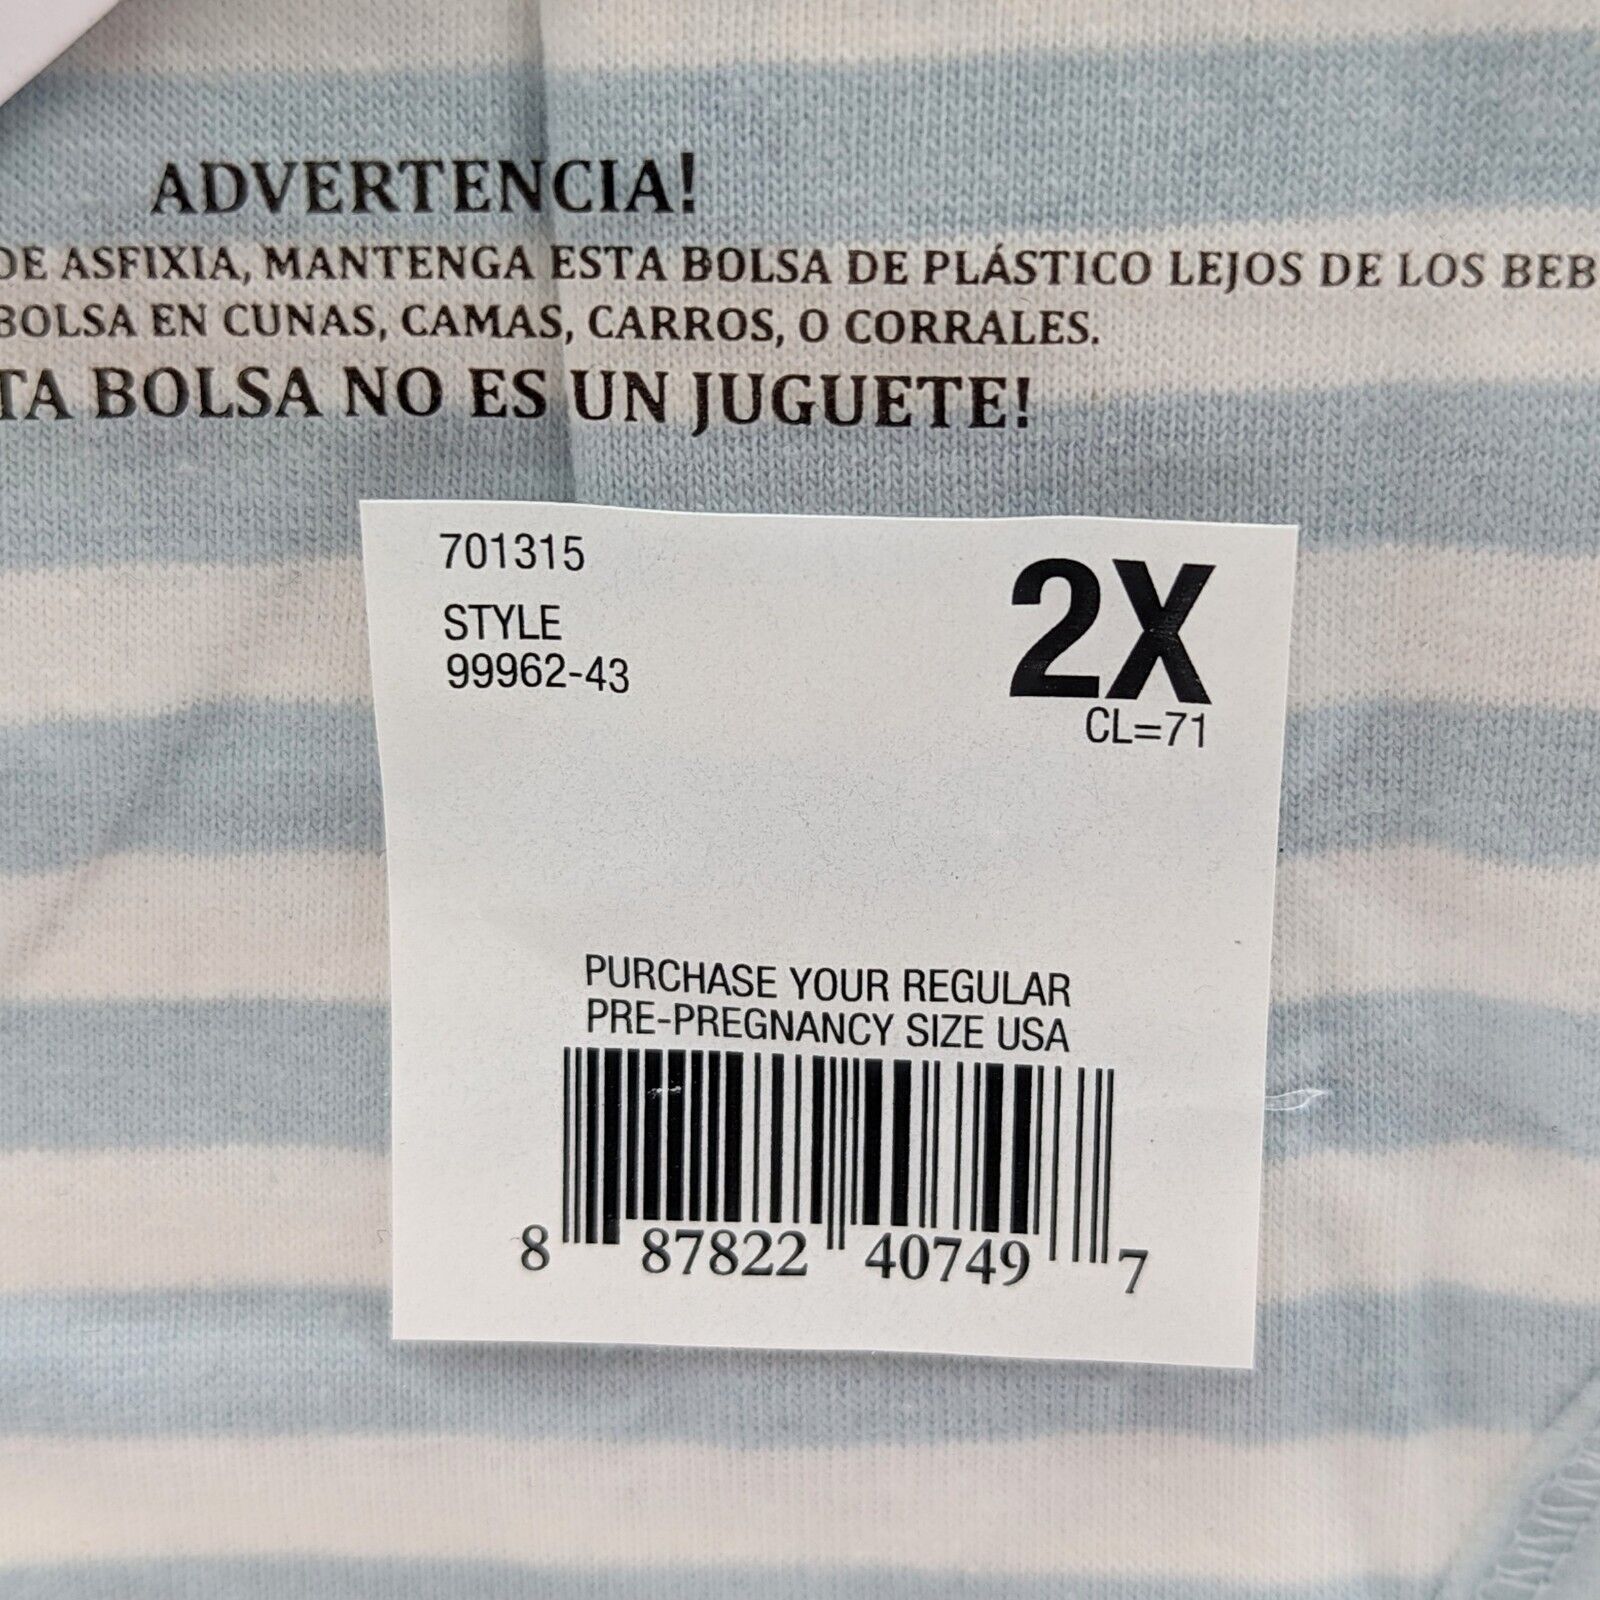 ADVERTENCIA!
DE ASFIXIA, MANTENGA ESTA BOLSA DE PLÁSTICO LEJOS DE LOS BEB
BOLSA EN CUNAS, CAMAS, CARROS, O CORRALES.
TA BOLSA NO ES UN JUGUETE!
701315
2X
STYLE
99962-43
CL=71
PURCHASE YOUR REGULAR
PRE-PREGNANCY SIZE USA
8 87822 40749 7